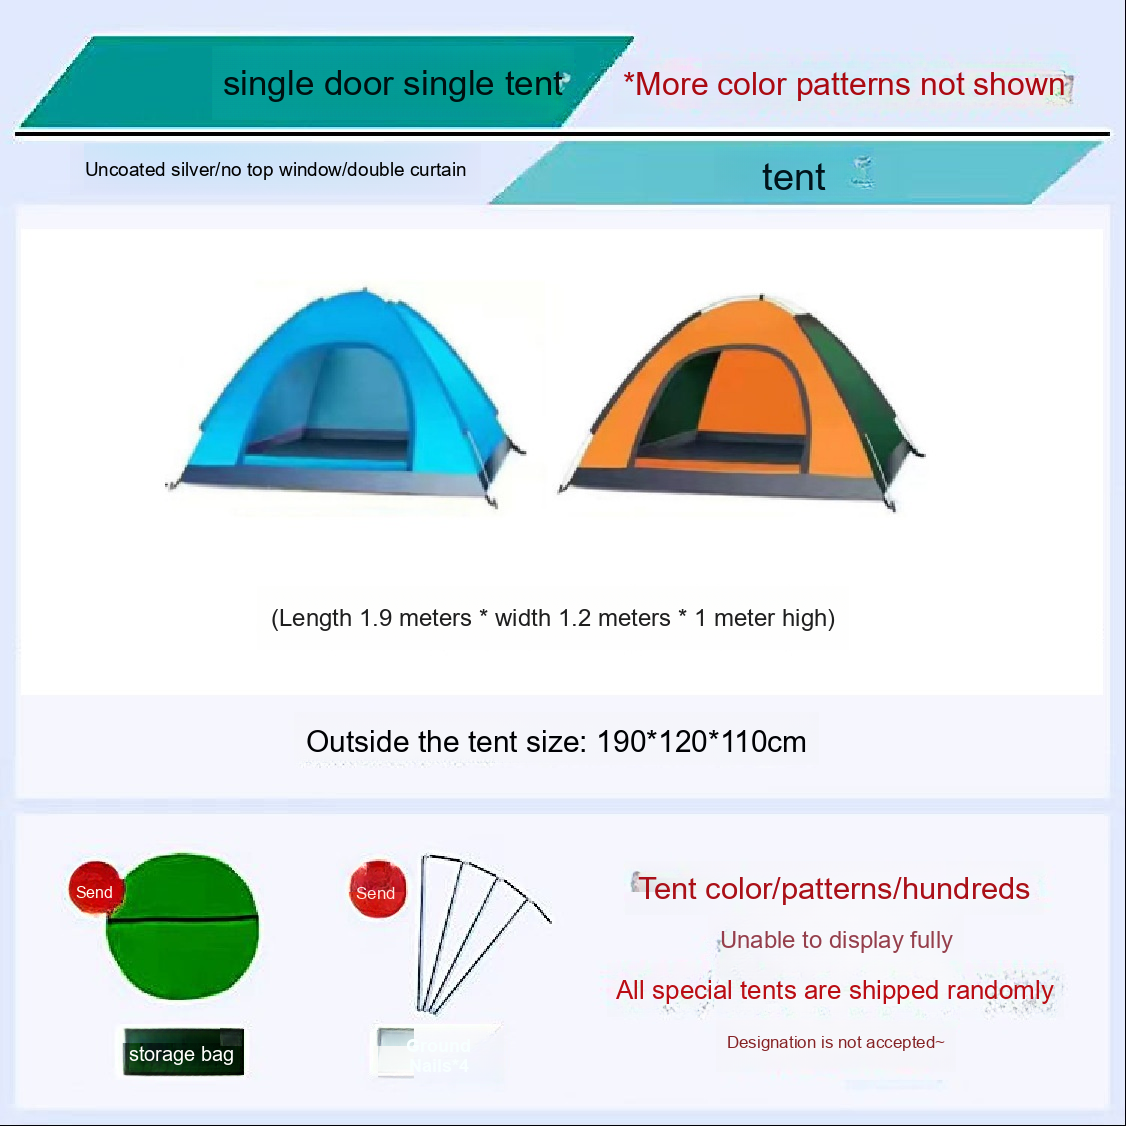 single door single tent
*More color patterns not shown
Uncoated silver/no top window/double curtain
tent
(Length 1.9 meters * width 1.2 meters * 1 meter high)
Outside the tent size: 190*120*110cm
Send
Send
storage bag
Ground
Nails*4
Tent color/patterns/hundreds
Unable to display fully
All special tents are shipped randomly
Designation is not accepted~